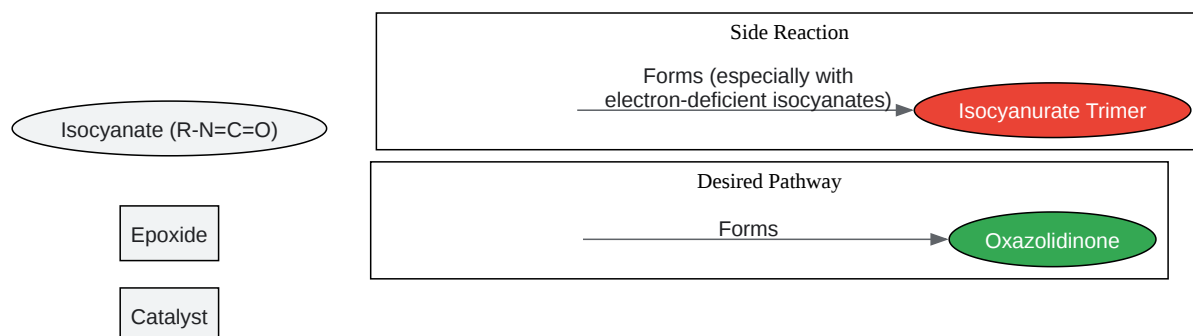 Side Reaction
Forms (especially with
electron-deficient isocyanates)
Isocyanurate Trimer
Isocyanate (R-N=C=O)
Desired Pathway
Forms
Oxazolidinone
Epoxide
Catalyst